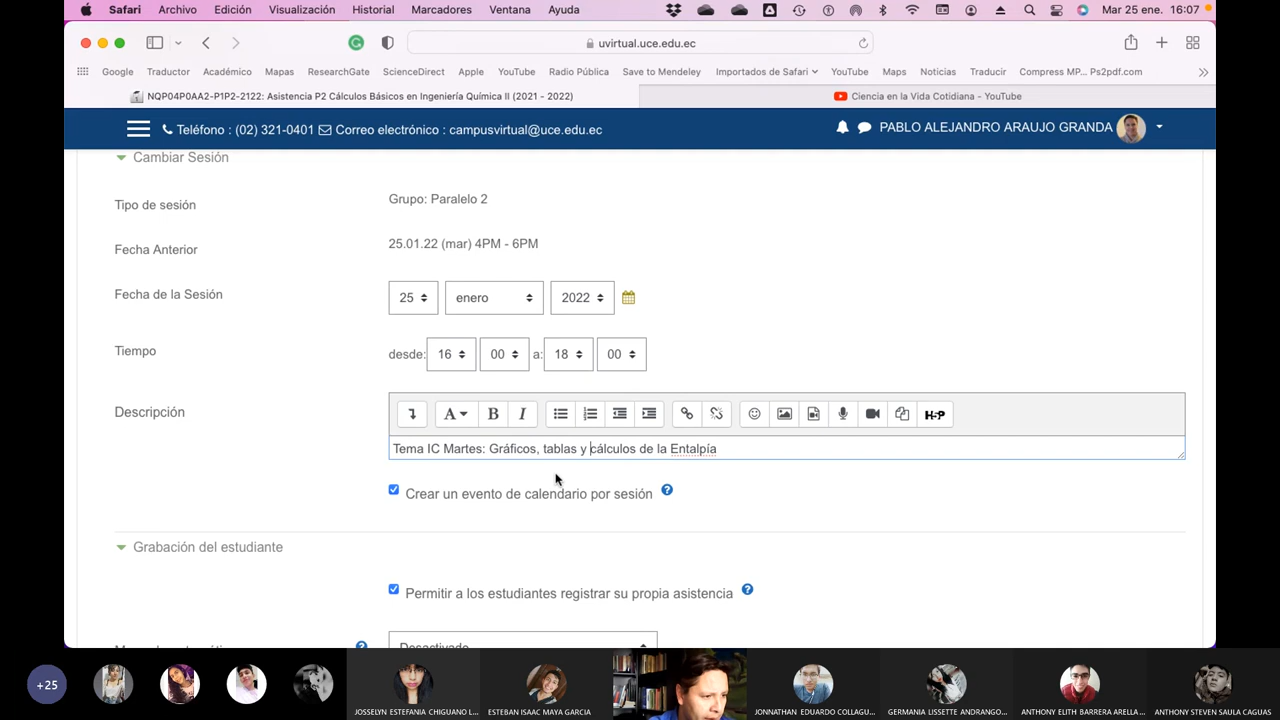 Safari Archivo Edición Visualización Historial Marcadores Ventana Ayuda Mar 25 ene. 16:07
uvirtual.uce.edu.ec
Google Traductor Académico Mapas ResearchGate ScienceDirect Apple YouTube Radio Pública Save to Mendeley Importados de Safari YouTube Maps Noticias Traducir Compress MP... Ps2pdf.com
NQP04P0AA2-P1P2-2122: Asistencia P2 Cálculos Básicos en Ingeniería Química II (2021 - 2022) Ciencia en la Vida Cotidiana - YouTube
Teléfono : (02) 321-0401 Correo electrónico : campusvirtual@uce.edu.ec PABLO ALEJANDRO ARAUJO GRANDA
Cambiar Sesión
Tipo de sesión Grupo: Paralelo 2
Fecha Anterior 25.01.22 (mar) 4PM - 6PM
Fecha de la Sesión 25 enero 2022
Tiempo desde: 16 00 a: 18 00
Descripción A B I H-P
Tema IC Martes: Gráficos, tablas y cálculos de la Entalpía
Crear un evento de calendario por sesión ?
Grabación del estudiante
Permitir a los estudiantes registrar su propia asistencia ?
Desactivado
+25 JOSSELYN ESTEFANIA CHIGUANO L... ESTEBAN ISAAC MAYA GARCIA JONNATHAN EDUARDO COLLAGU... GERMANIA LISSETTE ANDRANGO... ANTHONY ELITH BARRERA ARELLA... ANTHONY STEVEN SAULA CAGUAS